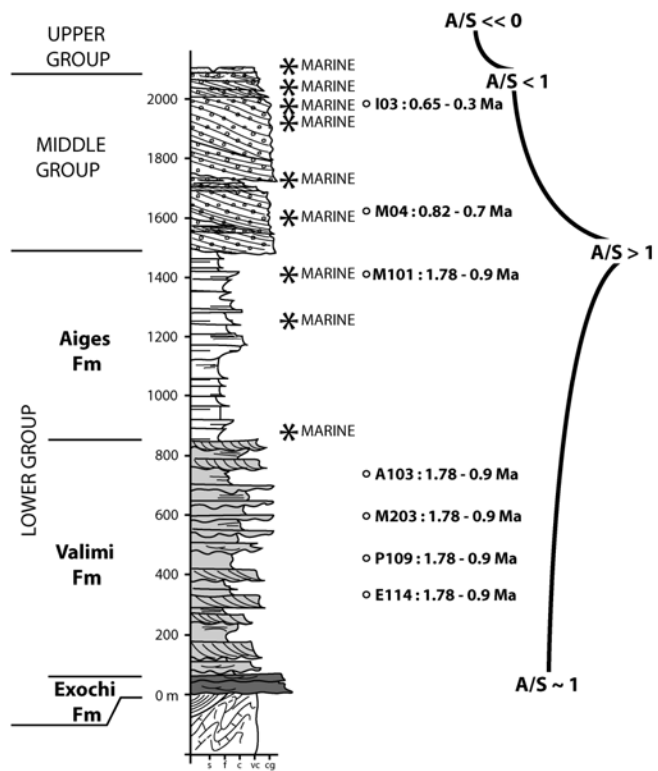 A/S << 0
UPPER
GROUP
MARINE
A/S < 1
2000
MARINE
MARINE
I03 : 0.65 - 0.3 Ma
MARINE
MIDDLE
GROUP
1800
MARINE
1600
MARINE
M04 : 0.82 - 0.7 Ma
A/S > 1
1400
MARINE
M101 : 1.78 - 0.9 Ma
1200
MARINE
Aiges
Fm
1000
MARINE
LOWER GROUP
800
A103 : 1.78 - 0.9 Ma
600
M203 : 1.78 - 0.9 Ma
Valimi
Fm
400
P109 : 1.78 - 0.9 Ma
E114 : 1.78 - 0.9 Ma
200
Exochi
Fm
0 m
A/S ~ 1
s f c vc cg